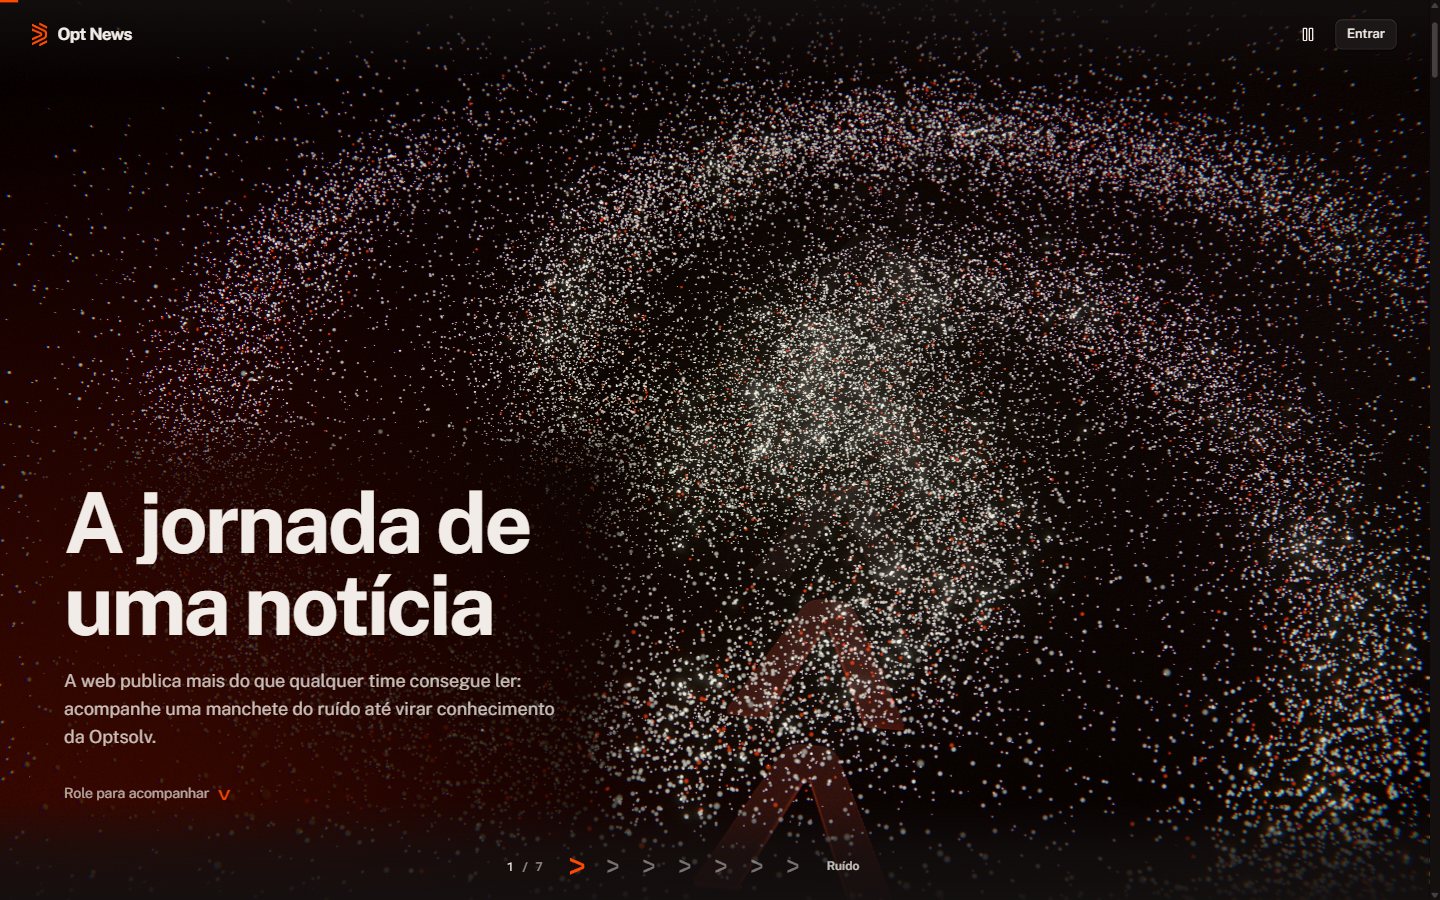 Opt News
Entrar
A jornada de
uma notícia
A web publica mais do que qualquer time consegue ler:
acompanhe uma manchete do ruído até virar conhecimento
da Optsolv.
Role para acompanhar
1 / 7 > > > > > > > Ruído